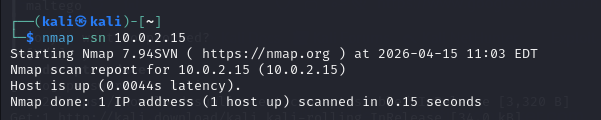 maltego
┌──(kali㉿kali)-[~]
└─$ nmap -sn 10.0.2.15
Starting Nmap 7.94SVN ( https://nmap.org ) at 2026-04-15 11:03 EDT
Nmap scan report for 10.0.2.15 (10.0.2.15)
Host is up (0.0044s latency).
Nmap done: 1 IP address (1 host up) scanned in 0.15 seconds